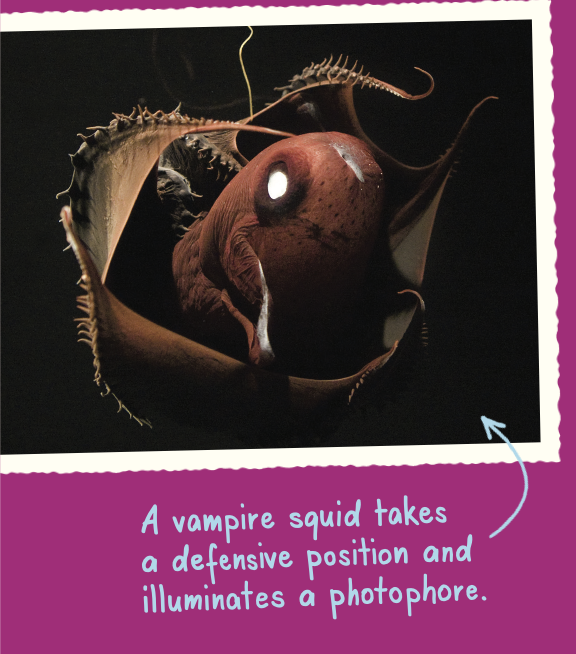 A vampire squid takes
a defensive position and
illuminates a photophore.